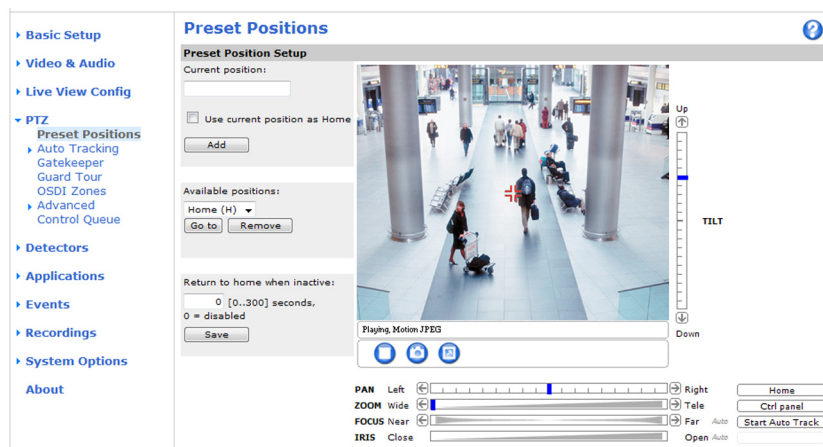 Preset Positions
Basic Setup
Video & Audio
Live View Config
PTZ
Preset Positions
Auto Tracking
Gatekeeper
Guard Tour
OSDI Zones
Advanced
Control Queue
Detectors
Applications
Events
Recordings
System Options
About
Preset Position Setup
Current position:
Use current position as Home
Add
Available positions:
Home (H)
Go to Remove
Return to home when inactive:
0 [0..300] seconds,
0 = disabled
Save
Up
TILT
Down
Playing, Motion JPEG
PAN Left Right Home
ZOOM Wide Tele Ctrl panel
FOCUS Near Far Auto Start Auto Track
IRIS Close Open Auto